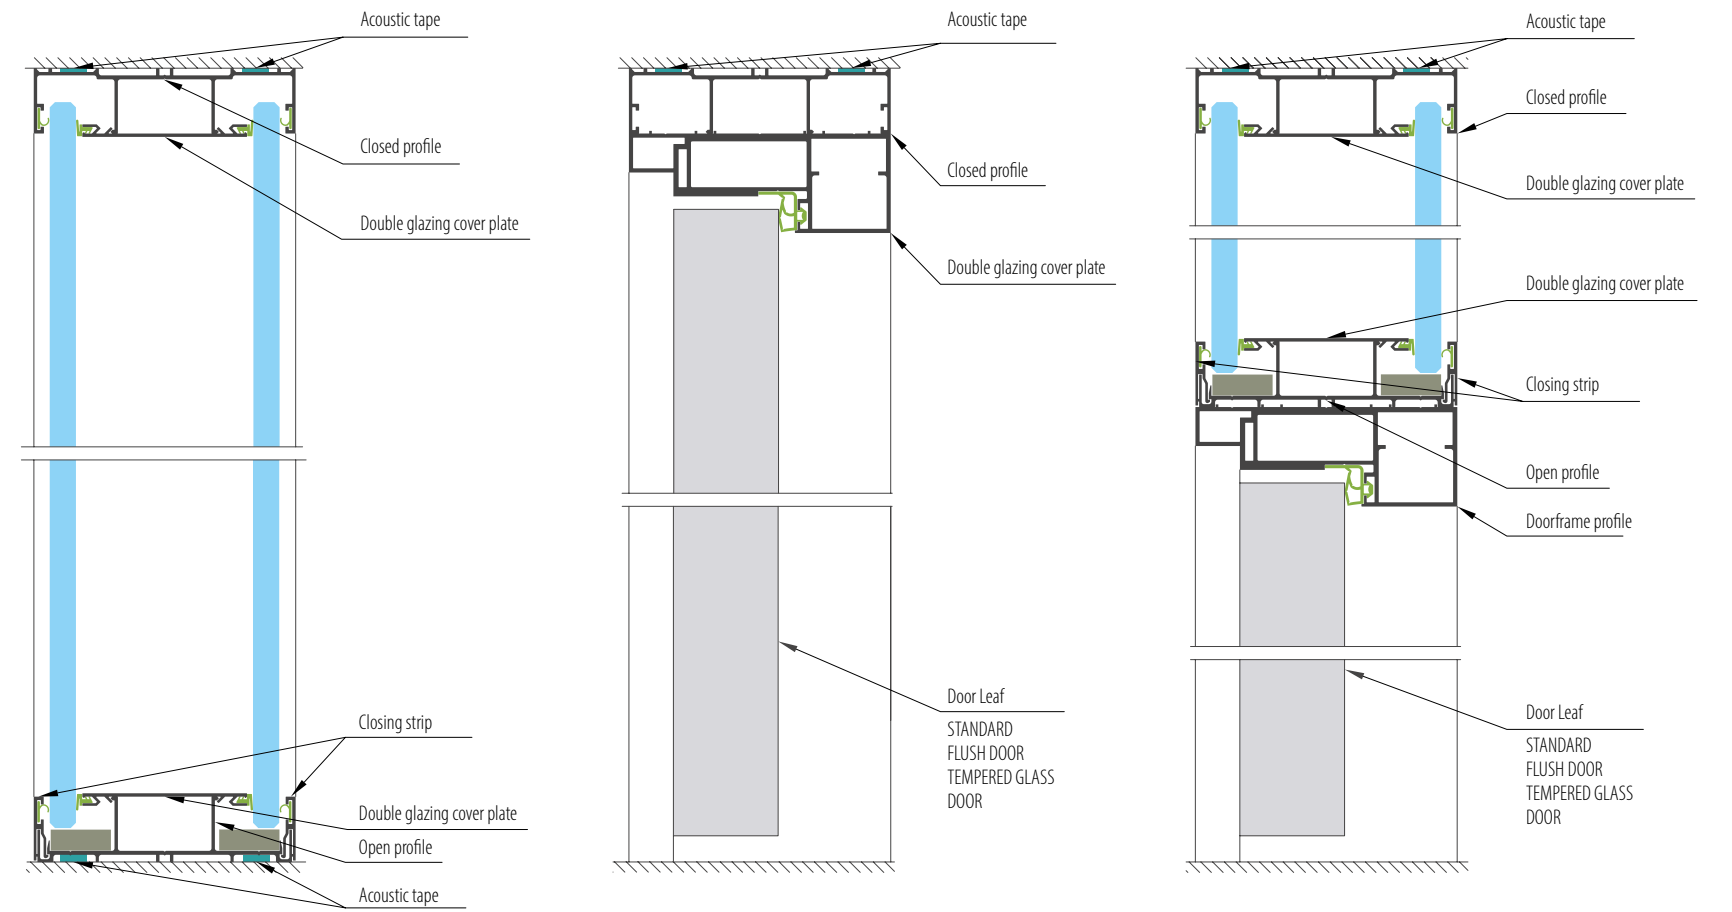 Acoustic tape
Closed profile
Double glazing cover plate
Closing strip
Double glazing cover plate
Open profile
Acoustic tape
Acoustic tape
Closed profile
Double glazing cover plate
Door Leaf
STANDARD
FLUSH DOOR
TEMPERED GLASS
DOOR
Acoustic tape
Closed profile
Double glazing cover plate
Double glazing cover plate
Closing strip
Open profile
Doorframe profile
Door Leaf
STANDARD
FLUSH DOOR
TEMPERED GLASS
DOOR